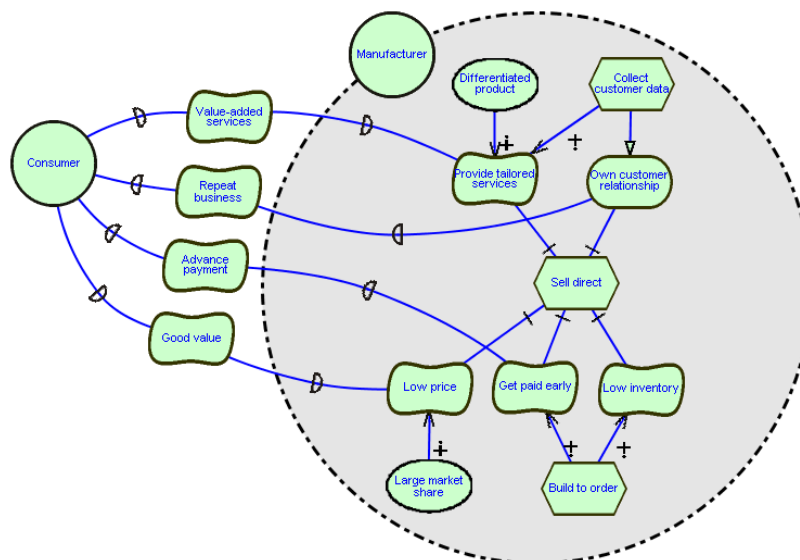 Manufacturer
Differentiated
product
Collect
customer data
Value-added
services
Consumer
Provide tailored
services
Own customer
relationship
Repeat
business
Advance
payment
Sell direct
Good value
Low price
Get paid early
Low inventory
Large market
share
Build to order